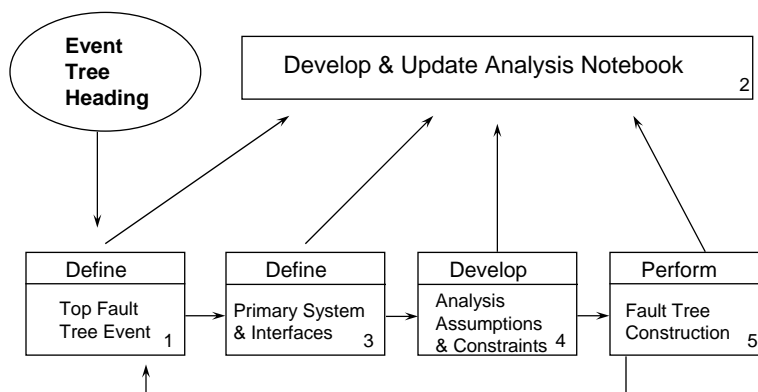 Event
Tree
Heading
Develop & Update Analysis Notebook
2
Define
Top Fault
Tree Event
1
Define
Primary System
& Interfaces
3
Develop
Analysis
Assumptions
& Constraints
4
Perform
Fault Tree
Construction
5